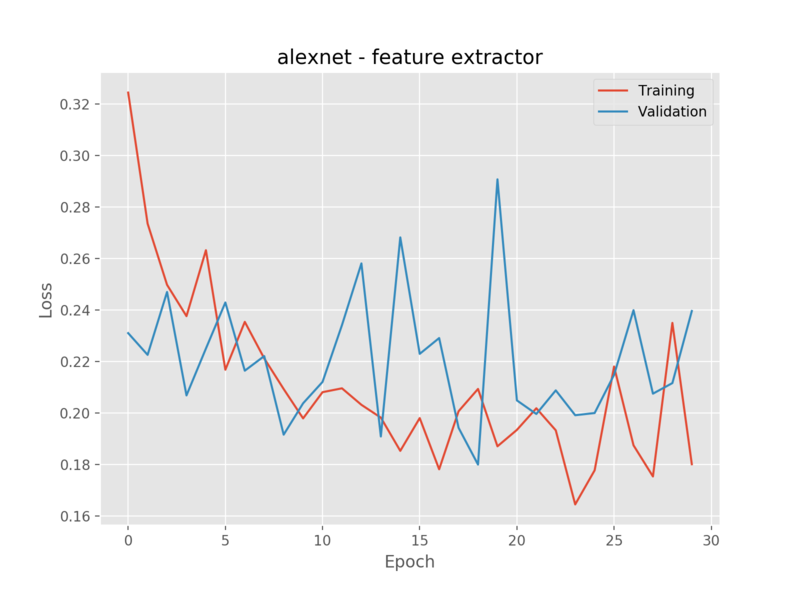 alexnet - feature extractor
Training
Validation
0.32
0.30
0.28
0.26
0.24
0.22
0.20
0.18
0.16
Loss
0 5 10 15 20 25 30
Epoch